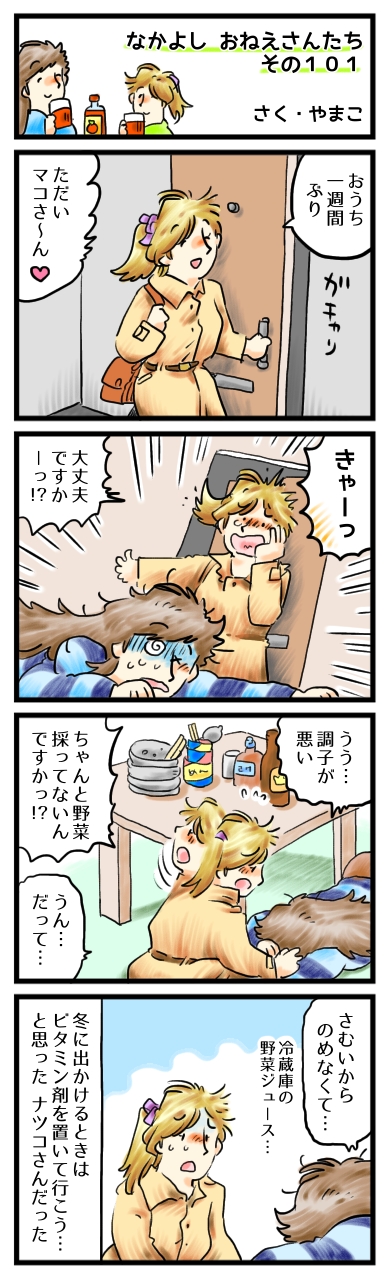 なかよし おねえさんたち
その１０１
さく・やまこ
おうち
一週間
ぶり
ガチャリ
ただい
マコさ～ん
♥
きゃーっ
大丈夫
ですか
ーっ!?
うう…
調子が
悪い
ちゃんと野菜
採ってないん
ですかっ!?
うん…
だって…
さむいから
のめなくて…
冷蔵庫の
野菜ジュース…
冬に出かけるときは
ビタミン剤を置いて行こう…
と思った ナツコさんだった